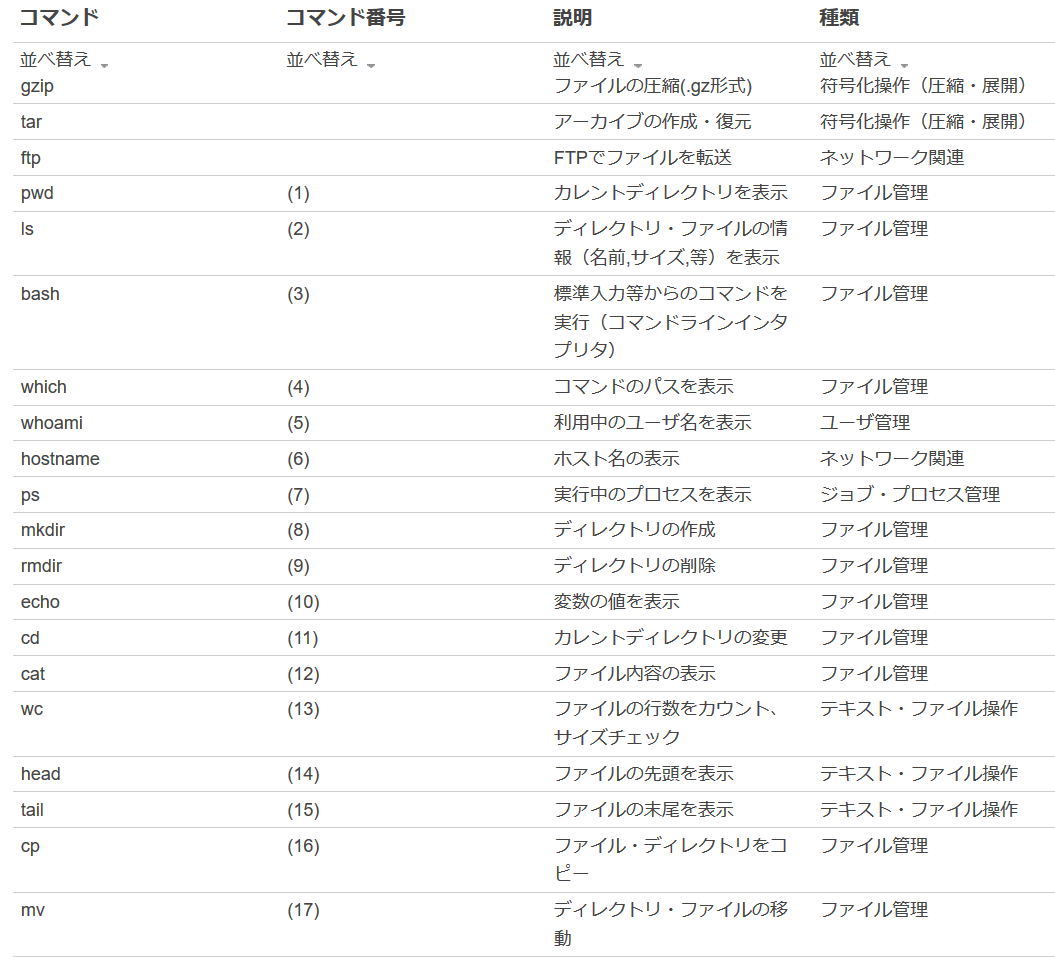 コマンド コマンド番号 説明 種類
並べ替え 並べ替え 並べ替え 並べ替え
gzip ファイルの圧縮(.gz形式) 符号化操作（圧縮・展開）
tar アーカイブの作成・復元 符号化操作（圧縮・展開）
ftp FTPでファイルを転送 ネットワーク関連
pwd (1) カレントディレクトリを表示 ファイル管理
ls (2) ディレクトリ・ファイルの情 ファイル管理
報（名前,サイズ,等）を表示
bash (3) 標準入力等からのコマンドを ファイル管理
実行（コマンドラインインタ
プリタ）
which (4) コマンドのパスを表示 ファイル管理
whoami (5) 利用中のユーザ名を表示 ユーザ管理
hostname (6) ホスト名の表示 ネットワーク関連
ps (7) 実行中のプロセスを表示 ジョブ・プロセス管理
mkdir (8) ディレクトリの作成 ファイル管理
rmdir (9) ディレクトリの削除 ファイル管理
echo (10) 変数の値を表示 ファイル管理
cd (11) カレントディレクトリの変更 ファイル管理
cat (12) ファイル内容の表示 ファイル管理
wc (13) ファイルの行数をカウント、 テキスト・ファイル操作
サイズチェック
head (14) ファイルの先頭を表示 テキスト・ファイル操作
tail (15) ファイルの末尾を表示 テキスト・ファイル操作
cp (16) ファイル・ディレクトリをコ ファイル管理
ピー
mv (17) ディレクトリ・ファイルの移 ファイル管理
動